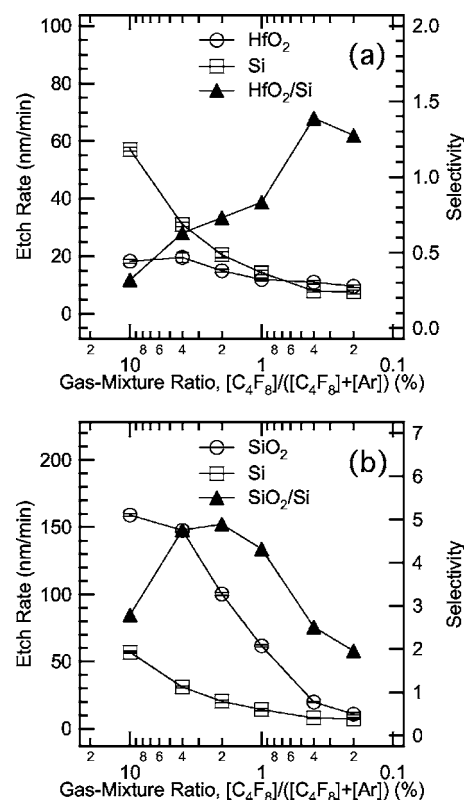 100
80
60
40
20
0
Etch Rate (nm/min)
HfO₂
Si
HfO₂/Si
(a)
2.0
1.5
1.0
0.5
0.0
Selectivity
2 10 8 6 4 2 1 8 6 4 2 0.1
Gas-Mixture Ratio, [C₄F₈]/([C₄F₈]+[Ar]) (%)
200
150
100
50
0
Etch Rate (nm/min)
SiO₂
Si
SiO₂/Si
(b)
7
6
5
4
3
2
1
0
Selectivity
2 10 8 6 4 2 1 8 6 4 2 0.1
Gas-Mixture Ratio, [C₄F₈]/([C₄F₈]+[Ar]) (%)